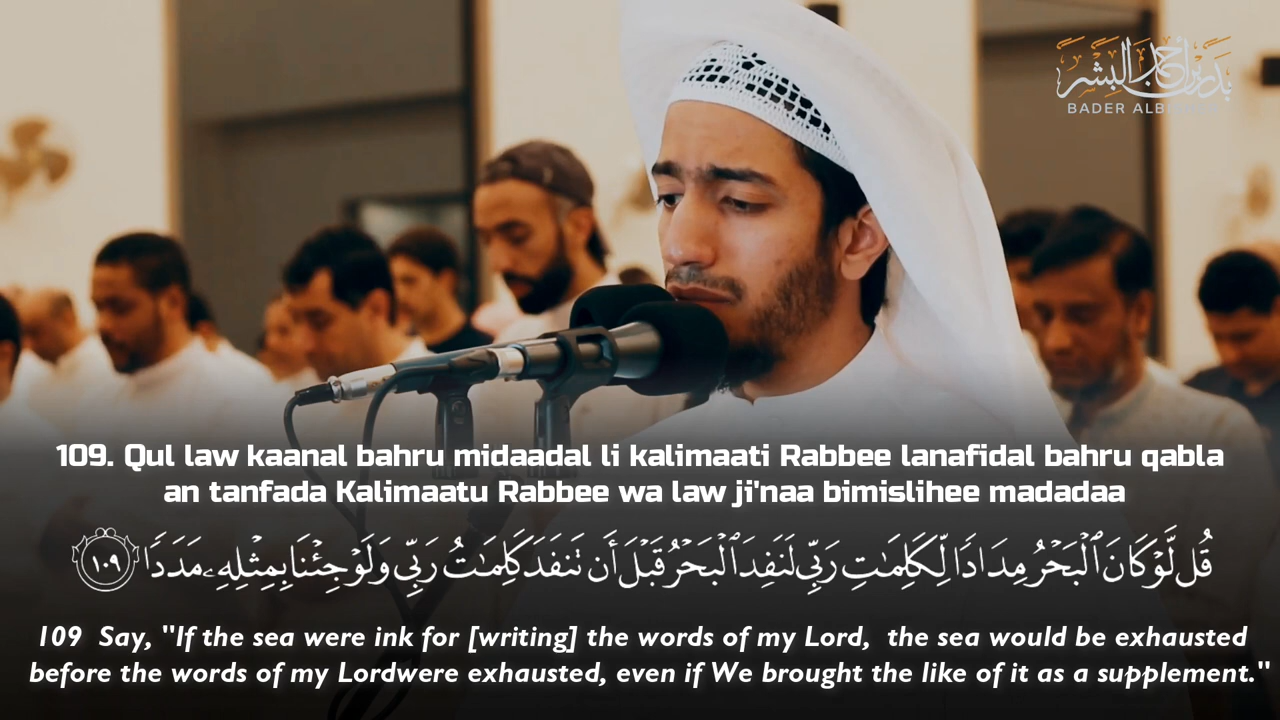 بدر بن أحمد البشر
BADER
109. Qul law kaanal bahru midaadal li kalimaati Rabbee lanafidal bahru qabla
an tanfada Kalimaatu Rabbee wa law ji'naa bimislihee madadaa
قُل لَّوْ كَانَ ٱلْبَحْرُ مِدَادًا لِّكَلِمَٰتِ رَبِّى لَنَفِدَ ٱلْبَحْرُ قَبْلَ أَن تَنفَدَ كَلِمَٰتُ رَبِّى وَلَوْ جِئْنَا بِمِثْلِهِۦ مَدَدًا ١٠٩
109 Say, "If the sea were ink for [writing] the words of my Lord, the sea would be exhausted
before the words of my Lordwere exhausted, even if We brought the like of it as a supplement."